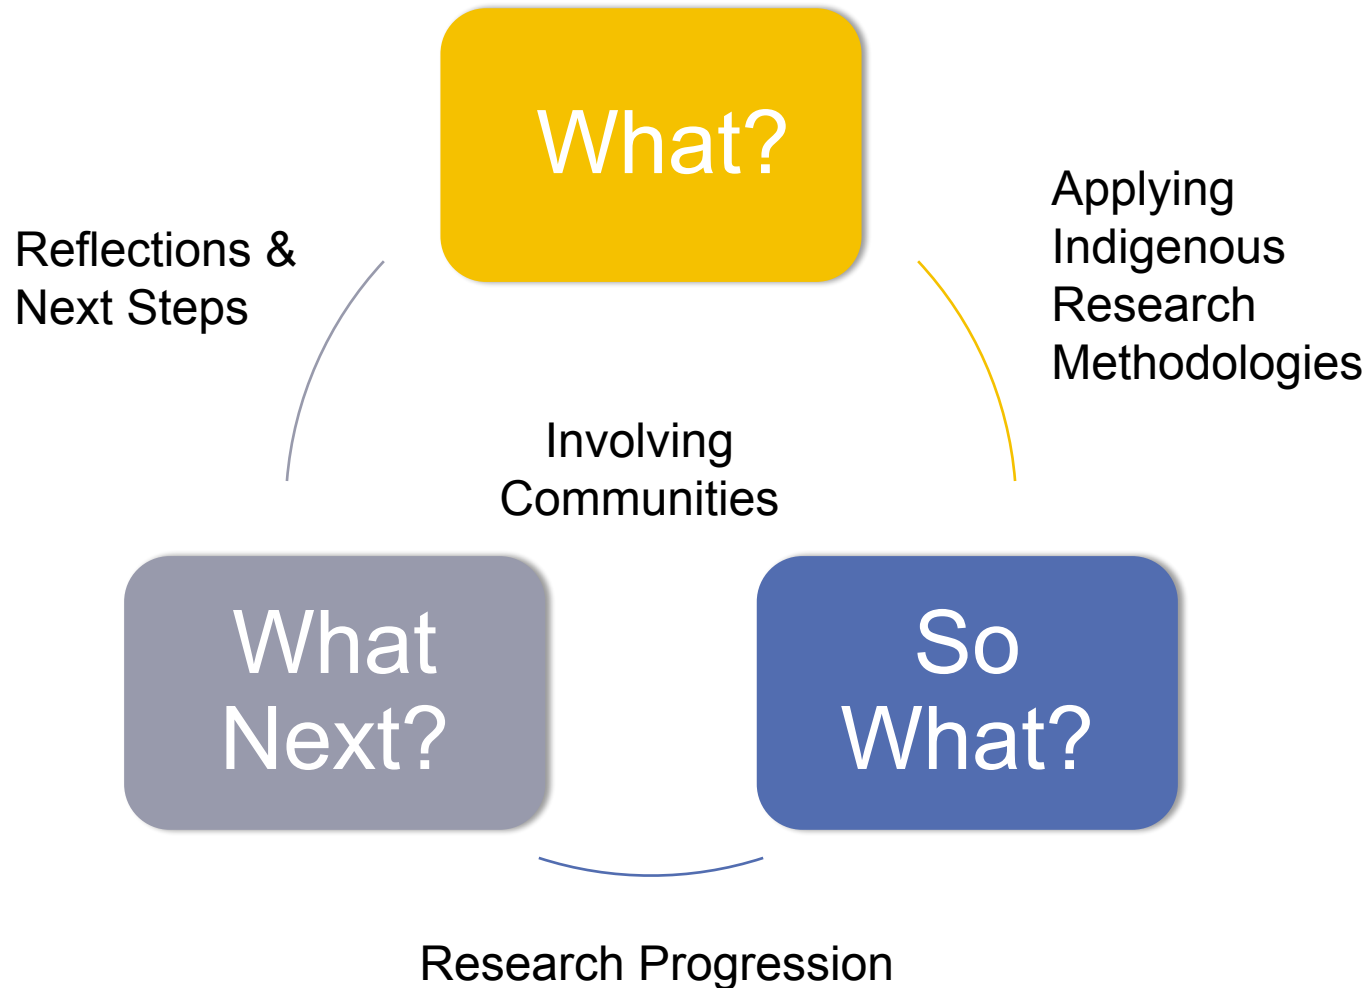 What?
Applying
Indigenous
Research
Methodologies
Reflections &
Next Steps
Involving
Communities
What
Next?
So
What?
Research Progression